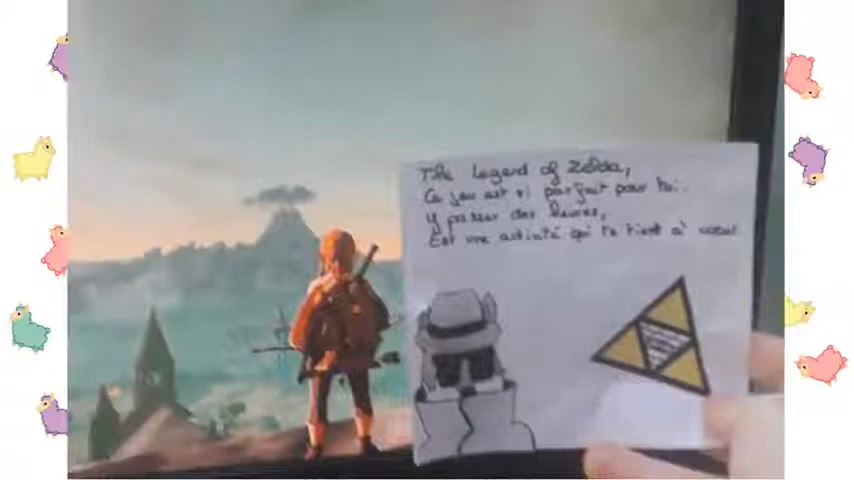 The Legend of Zelda,
Ce jeu est si parfait pour toi.
Y passer des heures,
Est une activité qui te tient à coeur.